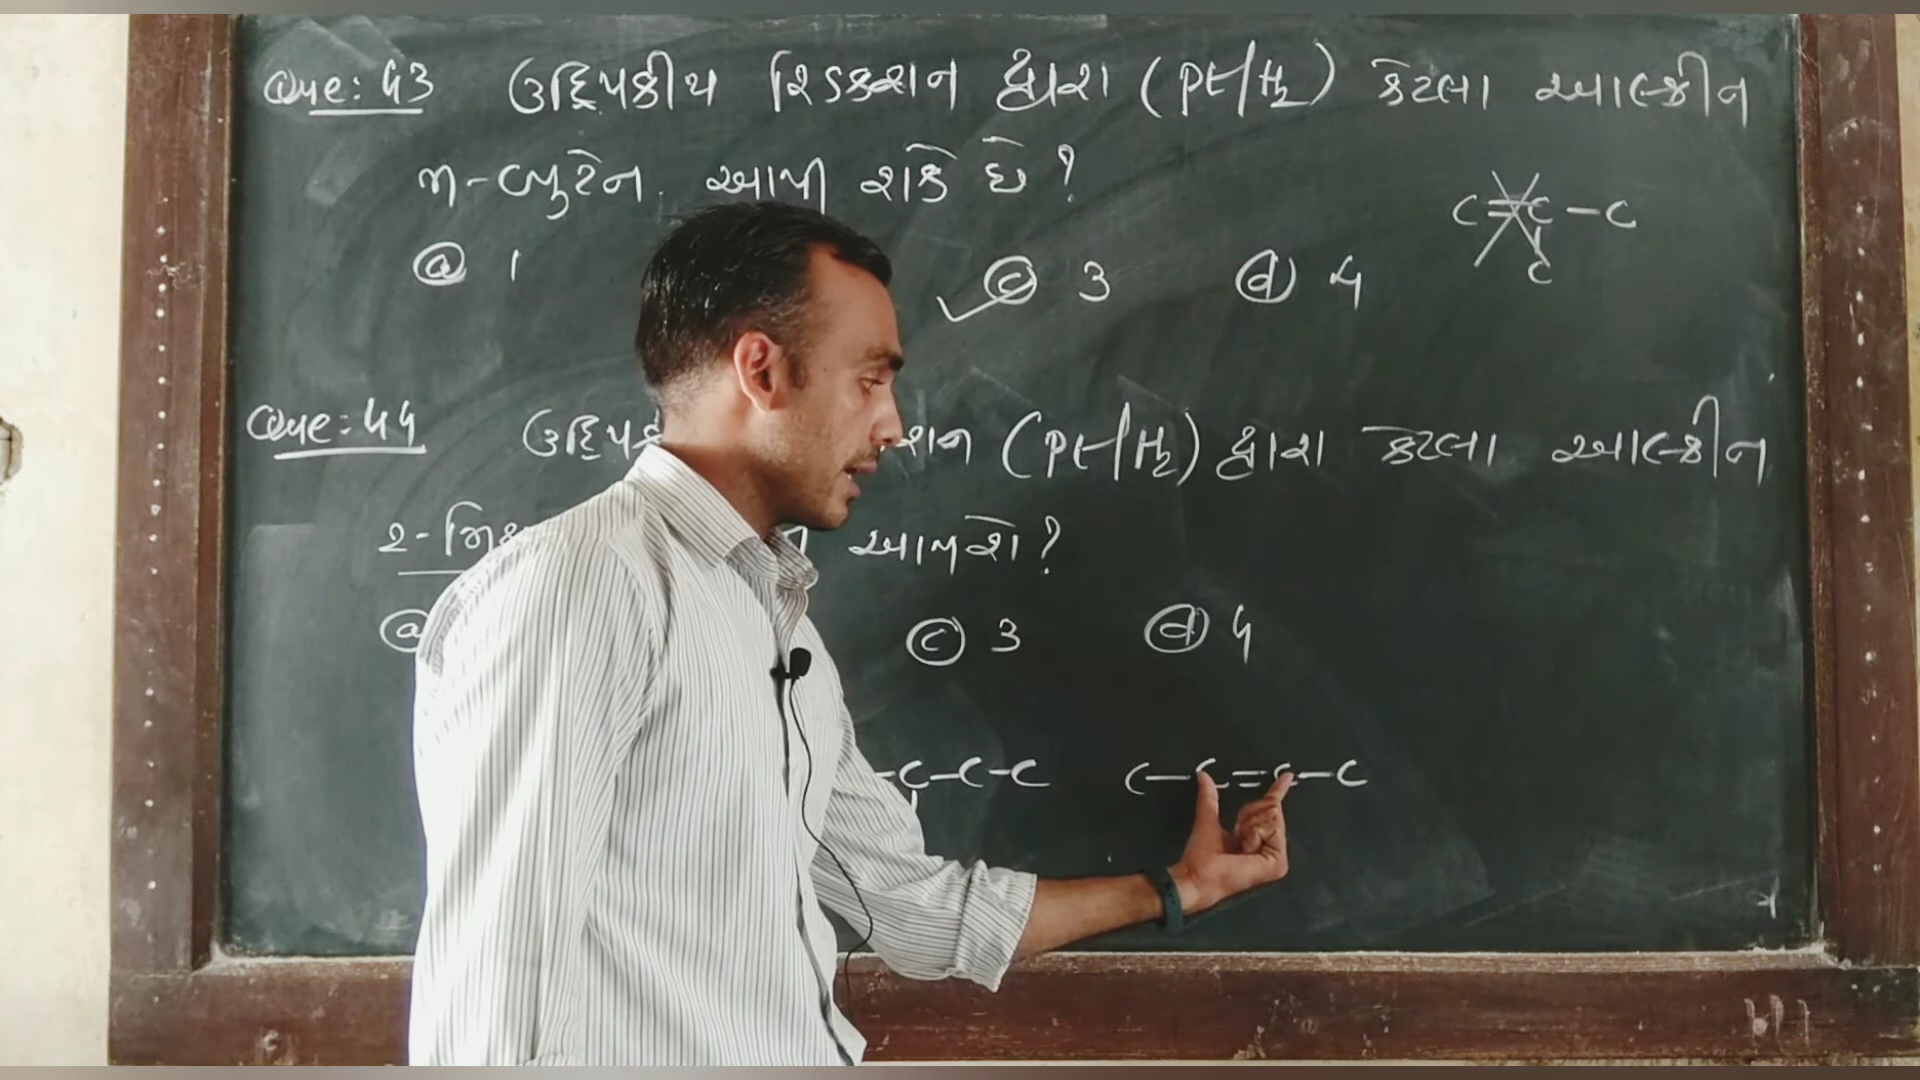 Que: 43 ઉદ્દિપકીય રિડક્શન દ્વારા (Pt/H₂) કેટલા આલ્કીન
n-બ્યુટેન આપી શકે છે ?
C=C-C
C
ⓐ 1 ⓒ 3 ⓓ 4
Que: 44 (Pt/H₂) દ્વારા કેટલા આલ્કીન
2- આપશે ?
ⓐ ⓒ 3 ⓓ 4
-C-C-C C-C=C-C